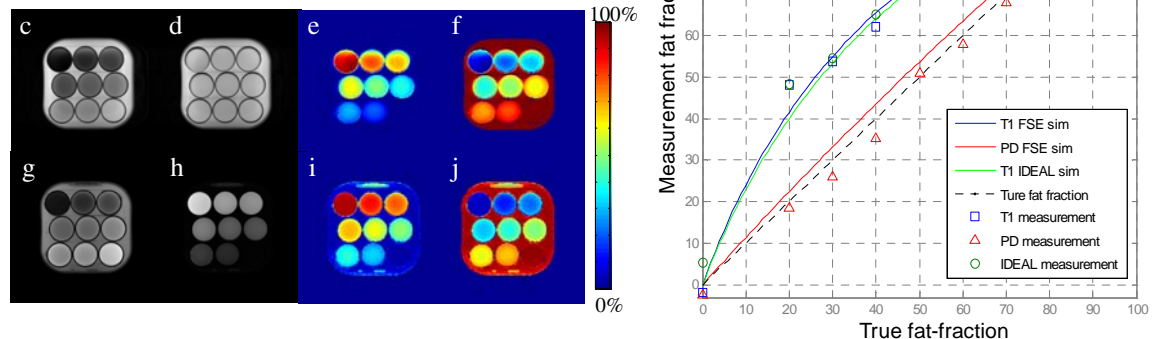 c d e f
g h i j
100%
0%
Measurement fat frac
60
50
40
30
20
10
0
0 10 20 30 40 50 60 70 80 90 100
True fat-fraction
T1 FSE sim
PD FSE sim
T1 IDEAL sim
Ture fat fraction
T1 measurement
PD measurement
IDEAL measurement